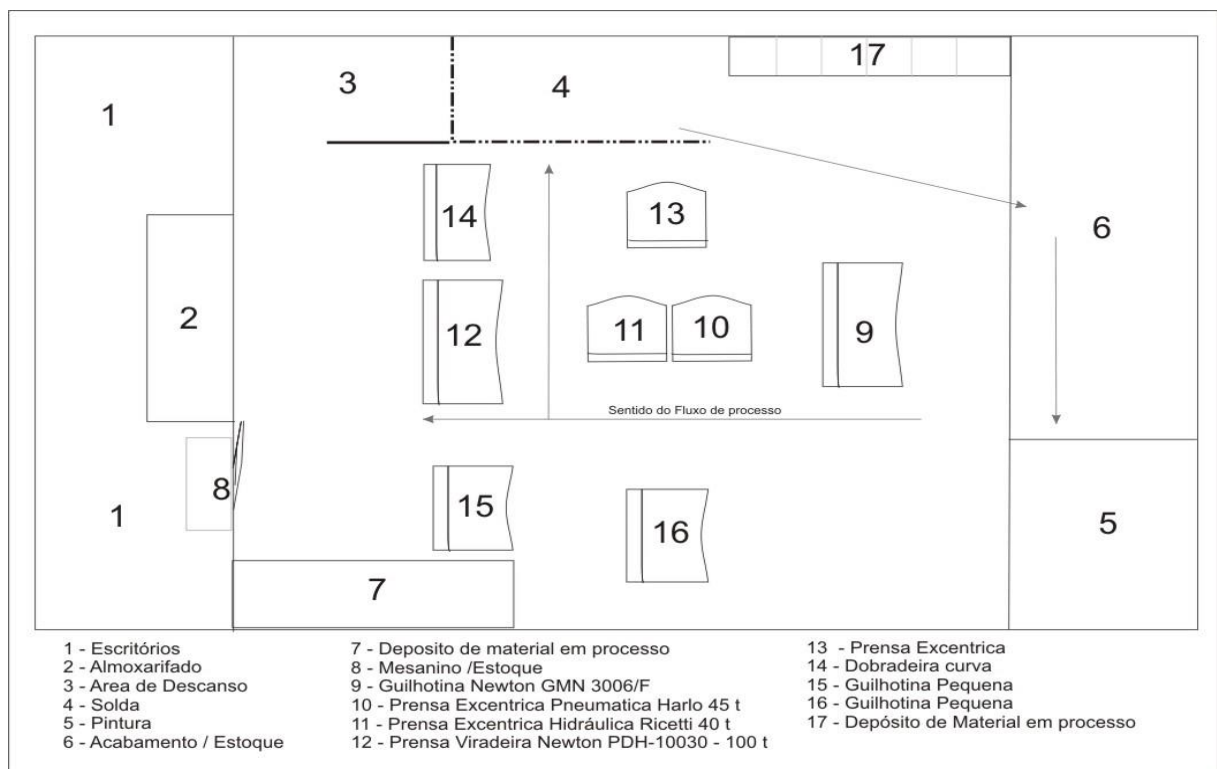 17
3
4
1
14
13
6
2
12
11
10
9
Sentido do Fluxo de processo
8
15
1
16
5
7
1 - Escritórios
2 - Almoxarifado
3 - Area de Descanso
4 - Solda
5 - Pintura
6 - Acabamento / Estoque
7 - Deposito de material em processo
8 - Mesanino /Estoque
9 - Guilhotina Newton GMN 3006/F
10 - Prensa Excentrica Pneumatica Harlo 45 t
11 - Prensa Excentrica Hidráulica Ricetti 40 t
12 - Prensa Viradeira Newton PDH-10030 - 100 t
13 - Prensa Excentrica
14 - Dobradeira curva
15 - Guilhotina Pequena
16 - Guilhotina Pequena
17 - Depósito de Material em processo